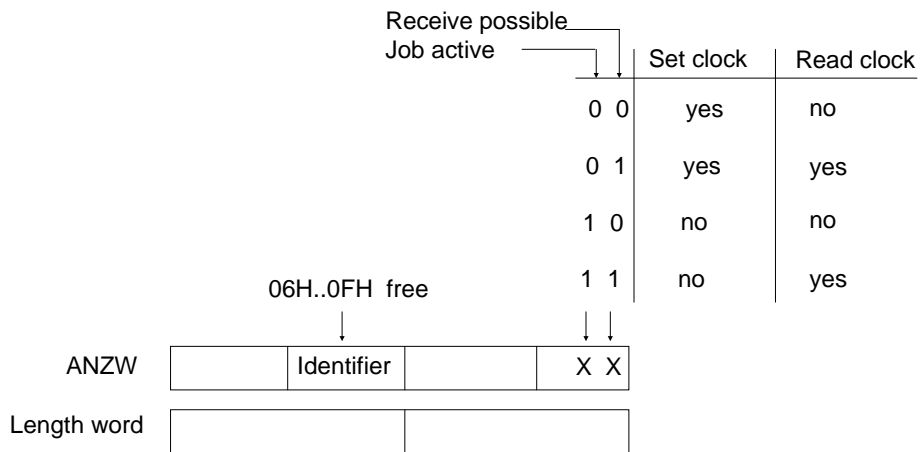 Receive possible
Job active
Set clock Read clock
0 0 yes no
0 1 yes yes
1 0 no no
1 1 no yes
06H..0FH free
ANZW Identifier X X
Length word